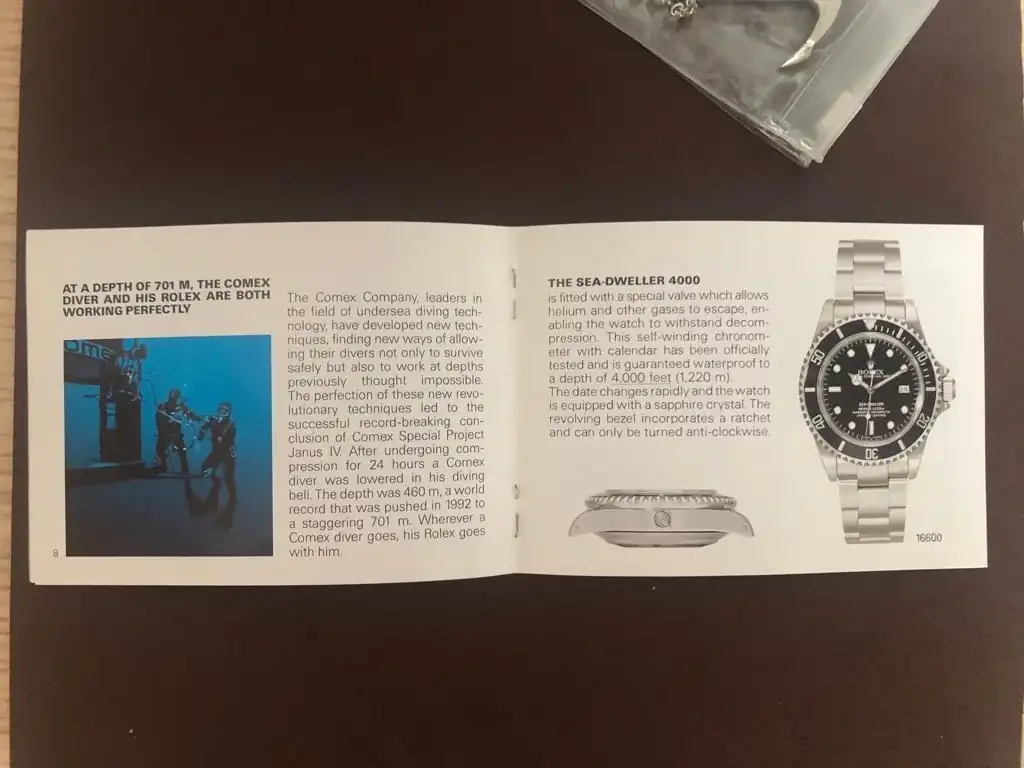 AT A DEPTH OF 701 M, THE COMEX
DIVER AND HIS ROLEX ARE BOTH
WORKING PERFECTLY
The Comex Company, leaders in
the field of undersea diving tech-
nology, have developed new tech-
niques, finding new ways of allow-
ing their divers not only to survive
safely but also to work at depths
previously thought impossible.
The perfection of these new revo-
lutionary techniques led to the
successful record-breaking con-
clusion of Comex Special Project
Janus IV. After undergoing com-
pression for 24 hours a Comex
diver was lowered in his diving
bell. The depth was 460 m, a world
record that was pushed in 1992 to
a staggering 701 m. Wherever a
Comex diver goes, his Rolex goes
with him.
8
THE SEA-DWELLER 4000
is fitted with a special valve which allows
helium and other gases to escape, en-
abling the watch to withstand decom-
pression. This self-winding chronom-
eter with calendar has been officially
tested and is guaranteed waterproof to
a depth of 4,000 feet (1,220 m).
The date changes rapidly and the watch
is equipped with a sapphire crystal. The
revolving bezel incorporates a ratchet
and can only be turned anti-clockwise.
50
10
40
20
30
ROLEX
SEA-DWELLER
16600